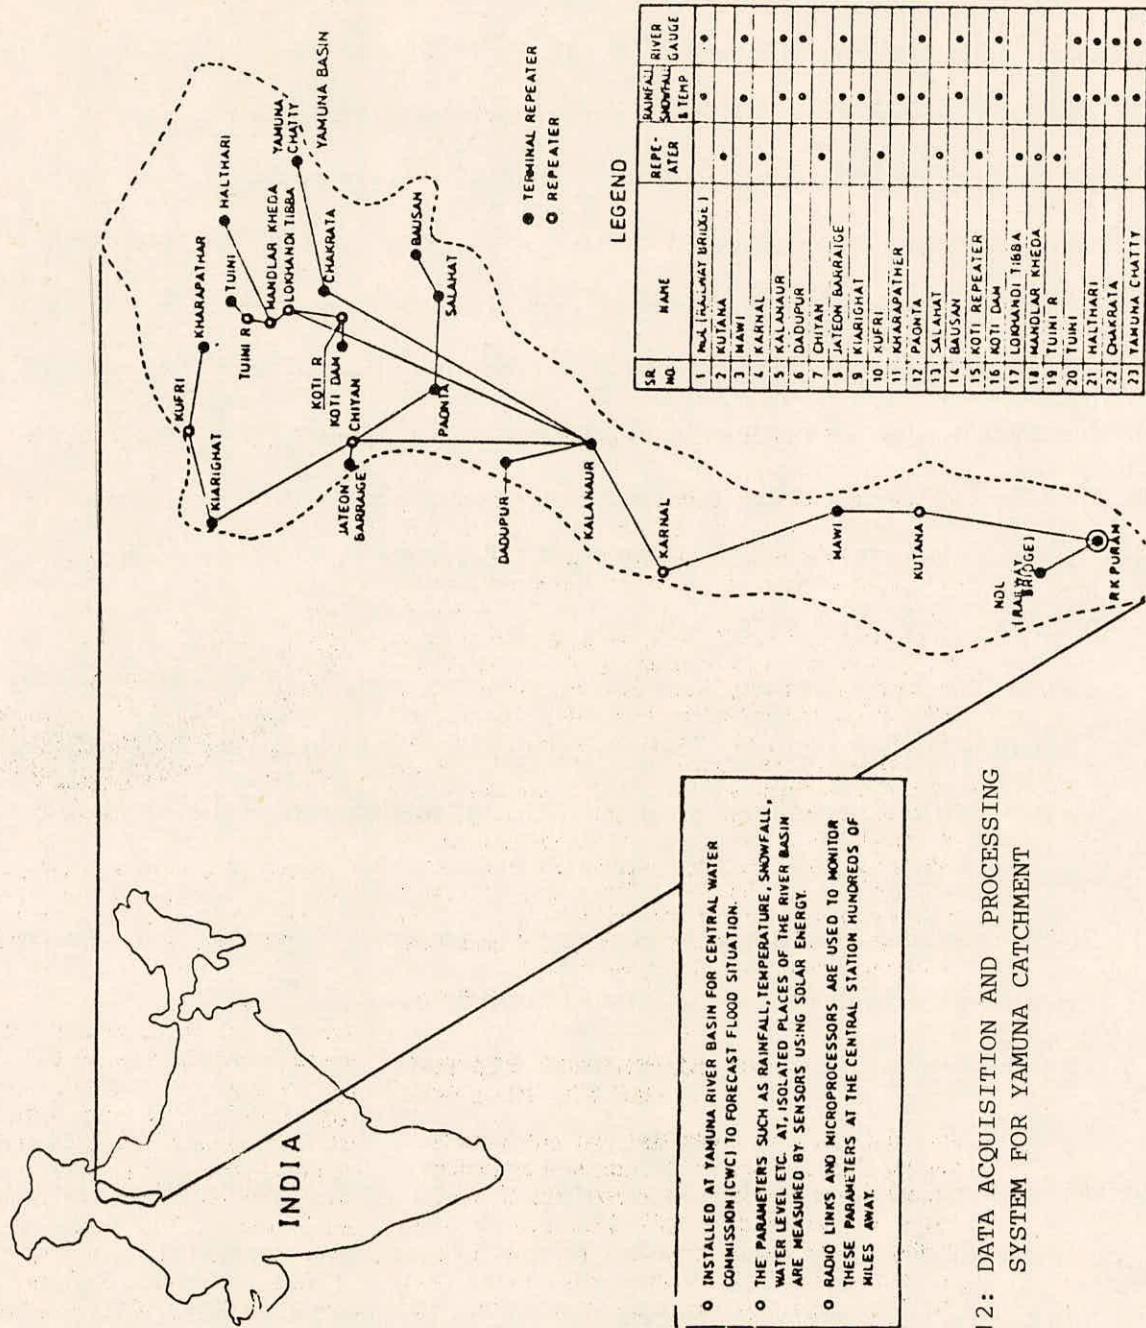 KUFRI
KHARAPATHAR
KIARIGHAT
TUINI
TUINI R
HALTHARI
MANDLAR KHEDA
LOKHANDI TIBBA
YAMUNA
CHATTY
YAMUNA BASIN
KOTI R
KOTI DAM
CHAKRATA
CHIYAN
JATEON
BARRAIGE
BAUSAN
SALAHAT
PAONTA
DADUPUR
KALANAUR
KARNAL
MAWI
KUTANA
NDL
(RAILWAY
BRIDGE)
RK PURAM
● TERMINAL REPEATER
○ REPEATER
LEGEND
SR. NO. NAME REPE-ATER RAINFALL SNOWFALL & TEMP RIVER GAUGE
1 NDL (RAILWAY BRIDGE) • •
2 KUTANA •
3 MAWI • •
4 KARNAL •
5 KALANAUR • •
6 DADUPUR • •
7 CHIYAN •
8 JATEON BARRAIGE • •
9 KIARIGHAT •
10 KUFRI •
11 KHARAPATHER •
12 PAONTA • •
13 SALAHAT •
14 BAUSAN • •
15 KOTI REPEATER •
16 KOTI DAM • •
17 LOKHANDI TIBBA •
18 MANDLAR KHEDA •
19 TUINI R •
20 TUINI • •
21 HALTHARI • •
22 CHAKRATA • •
23 YAMUNA CHATTY • •
INDIA
○ INSTALLED AT YAMUNA RIVER BASIN FOR CENTRAL WATER
COMMISSION(CWC) TO FORECAST FLOOD SITUATION.
○ THE PARAMETERS SUCH AS RAINFALL, TEMPERATURE, SNOWFALL,
WATER LEVEL ETC. AT, ISOLATED PLACES OF THE RIVER BASIN
ARE MEASURED BY SENSORS USING SOLAR ENERGY.
○ RADIO LINKS AND MICROPROCESSORS ARE USED TO MONITOR
THESE PARAMETERS AT THE CENTRAL STATION HUNDREDS OF
MILES AWAY.
12: DATA ACQUISITION AND PROCESSING
SYSTEM FOR YAMUNA CATCHMENT